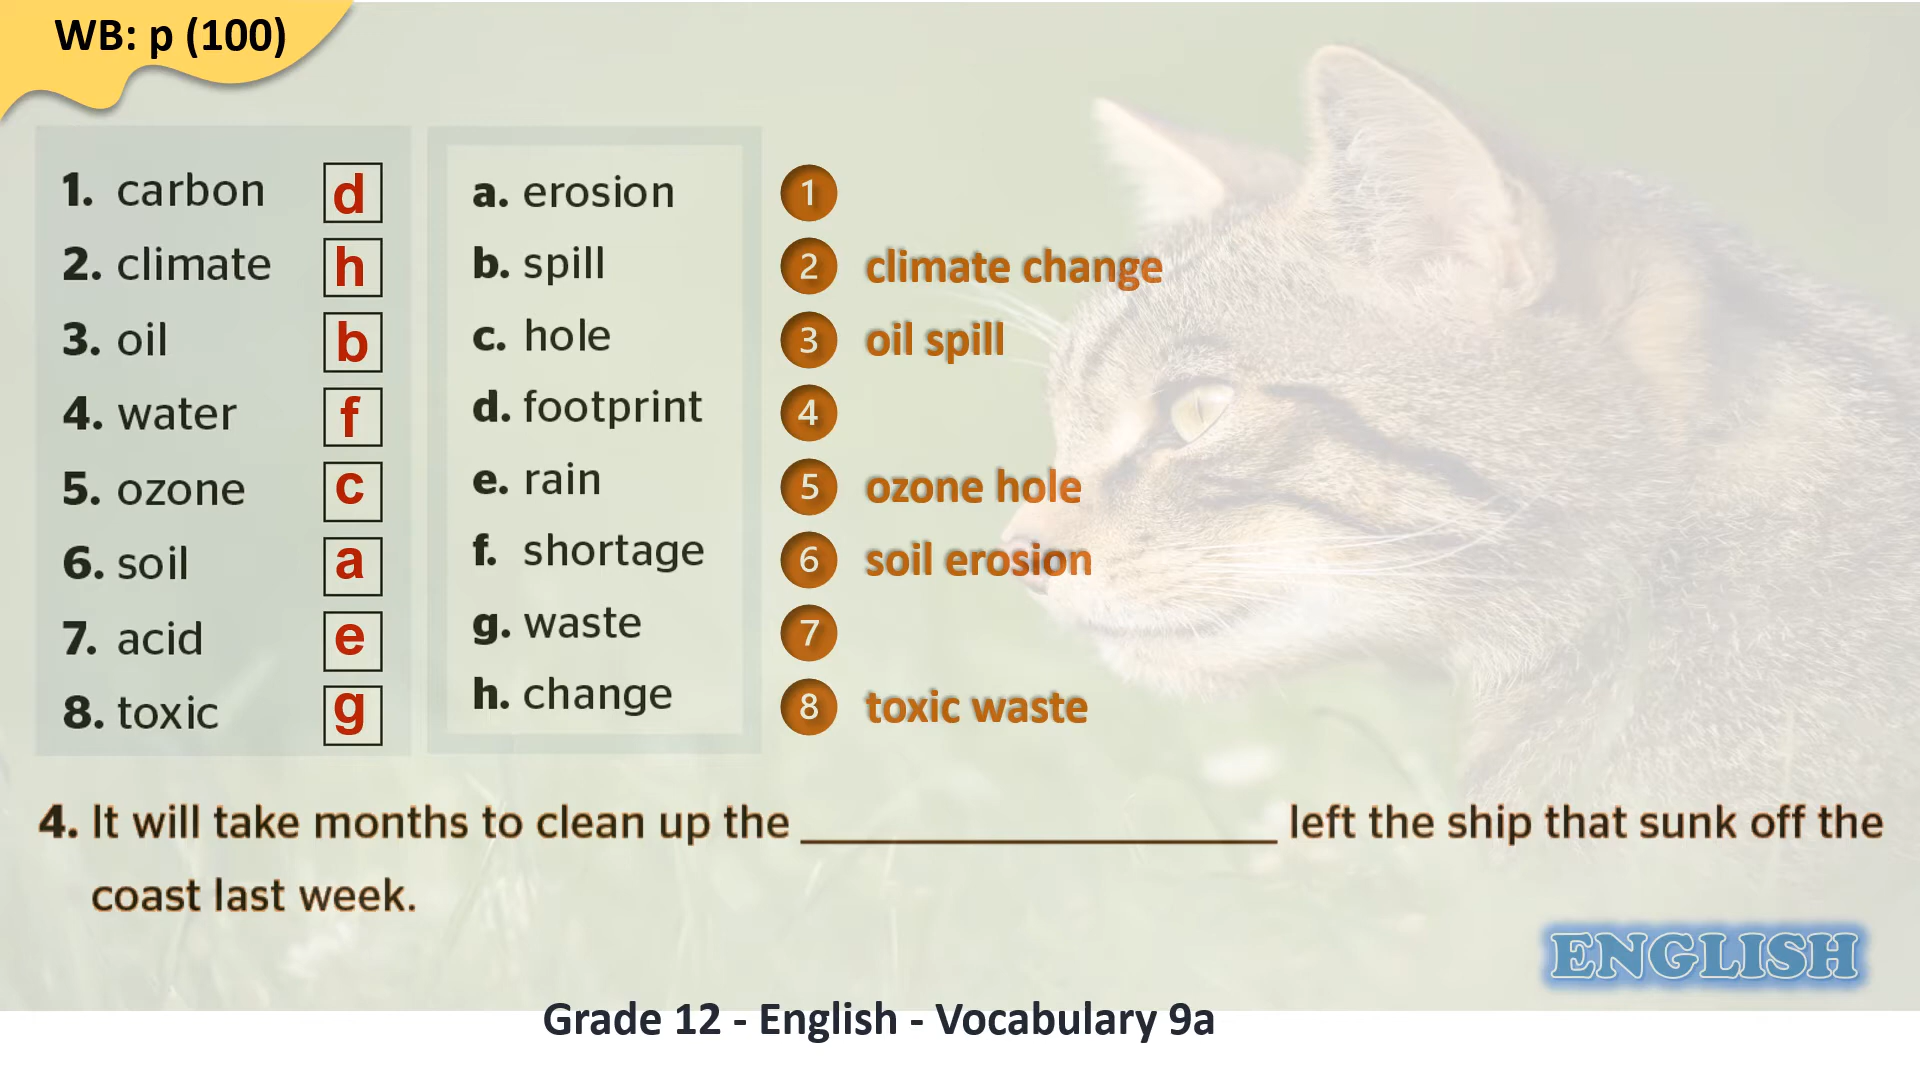 WB: p (100)
1. carbon d
2. climate h
3. oil b
4. water f
5. ozone c
6. soil a
7. acid e
8. toxic g
a. erosion
b. spill
c. hole
d. footprint
e. rain
f. shortage
g. waste
h. change
1
2 climate change
3 oil spill
4
5 ozone hole
6 soil erosion
7
8 toxic waste
4. It will take months to clean up the ____________________ left the ship that sunk off the
coast last week.
ENGLISH
Grade 12 - English - Vocabulary 9a